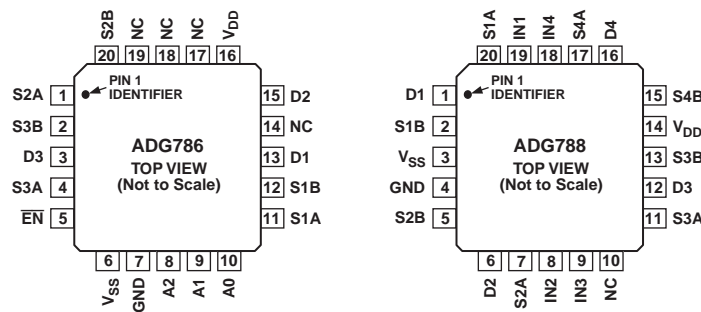 S2B NC NC NC VDD
20 19 18 17 16
S2A 1
S3B 2
D3 3
S3A 4
EN 5
PIN 1
IDENTIFIER
ADG786
TOP VIEW
(Not to Scale)
15 D2
14 NC
13 D1
12 S1B
11 S1A
6 7 8 9 10
VSS GND A2 A1 A0
S1A IN1 IN4 S4A D4
20 19 18 17 16
D1 1
S1B 2
VSS 3
GND 4
S2B 5
PIN 1
IDENTIFIER
ADG788
TOP VIEW
(Not to Scale)
15 S4B
14 VDD
13 S3B
12 D3
11 S3A
6 7 8 9 10
D2 S2A IN2 IN3 NC